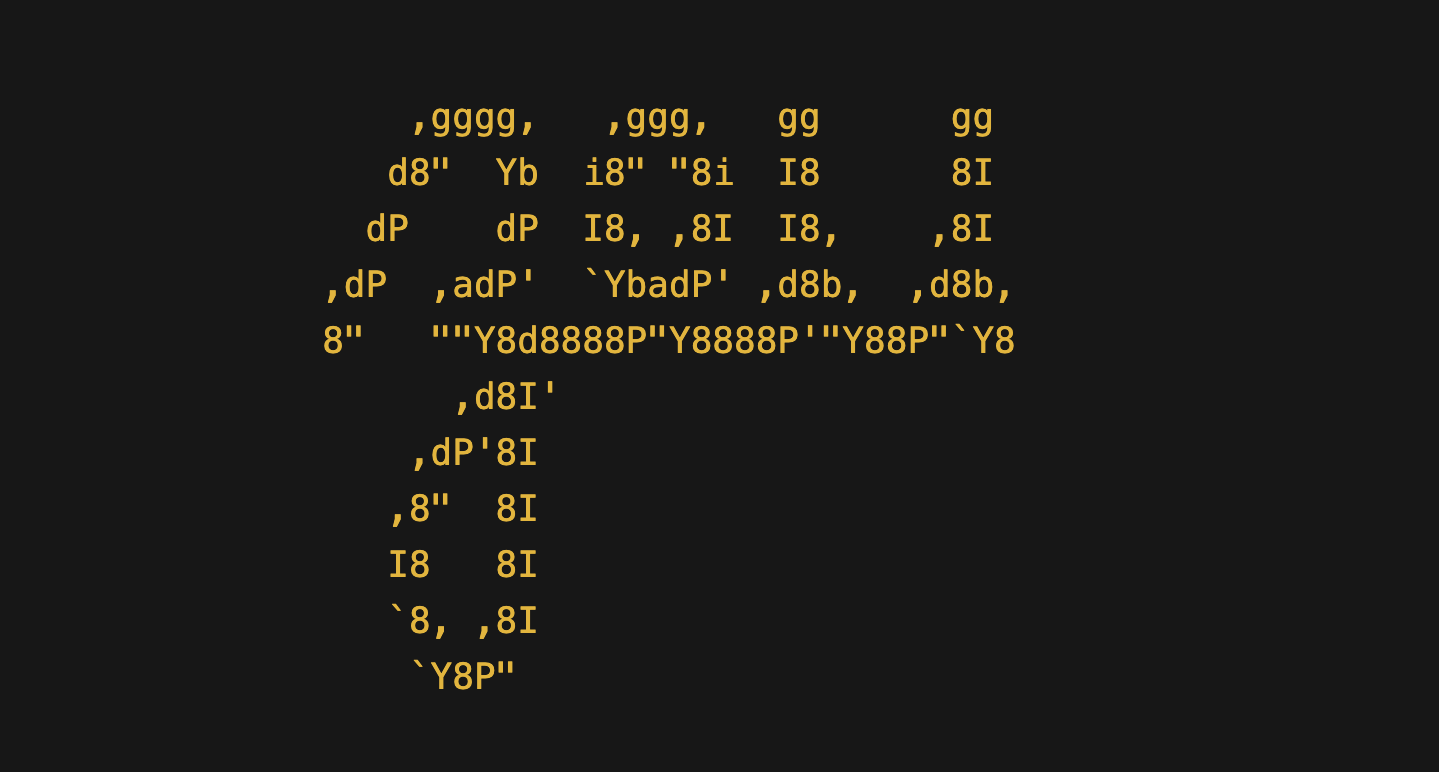 ,gggg,   ,ggg,   gg      gg
   d8"  Yb  i8" "8i  I8      8I
  dP    dP  I8, ,8I  I8,    ,8I
,dP  ,adP'  `YbadP' ,d8b,  ,d8b,
8"   ""Y8d8888P"Y8888P'"Y88P"`Y8
      ,d8I'
    ,dP'8I
   ,8"  8I
   I8   8I
   `8, ,8I
    `Y8P"